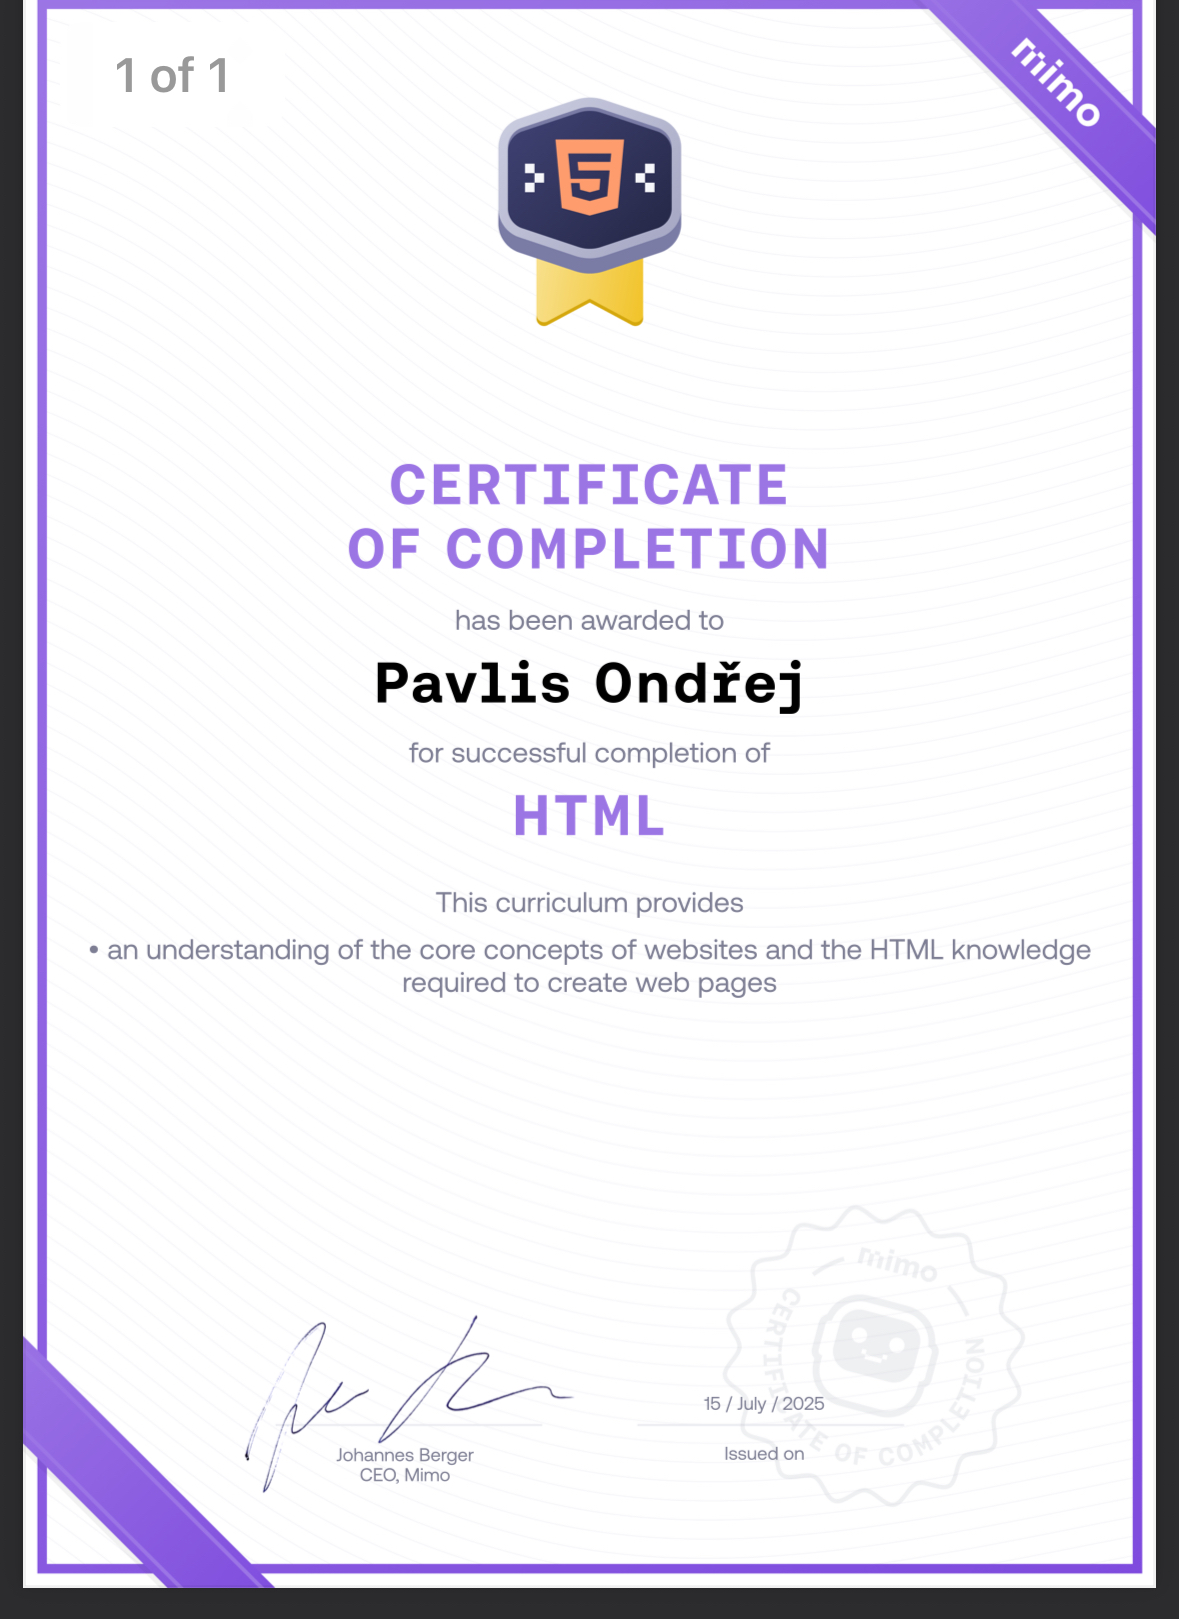 1 of 1
mimo
CERTIFICATE
OF COMPLETION
has been awarded to
Pavlis Ondřej
for successful completion of
HTML
This curriculum provides
• an understanding of the core concepts of websites and the HTML knowledge
required to create web pages
mimo
CERTIFICATE OF COMPLETION
15 / July / 2025
Issued on
Johannes Berger
CEO, Mimo